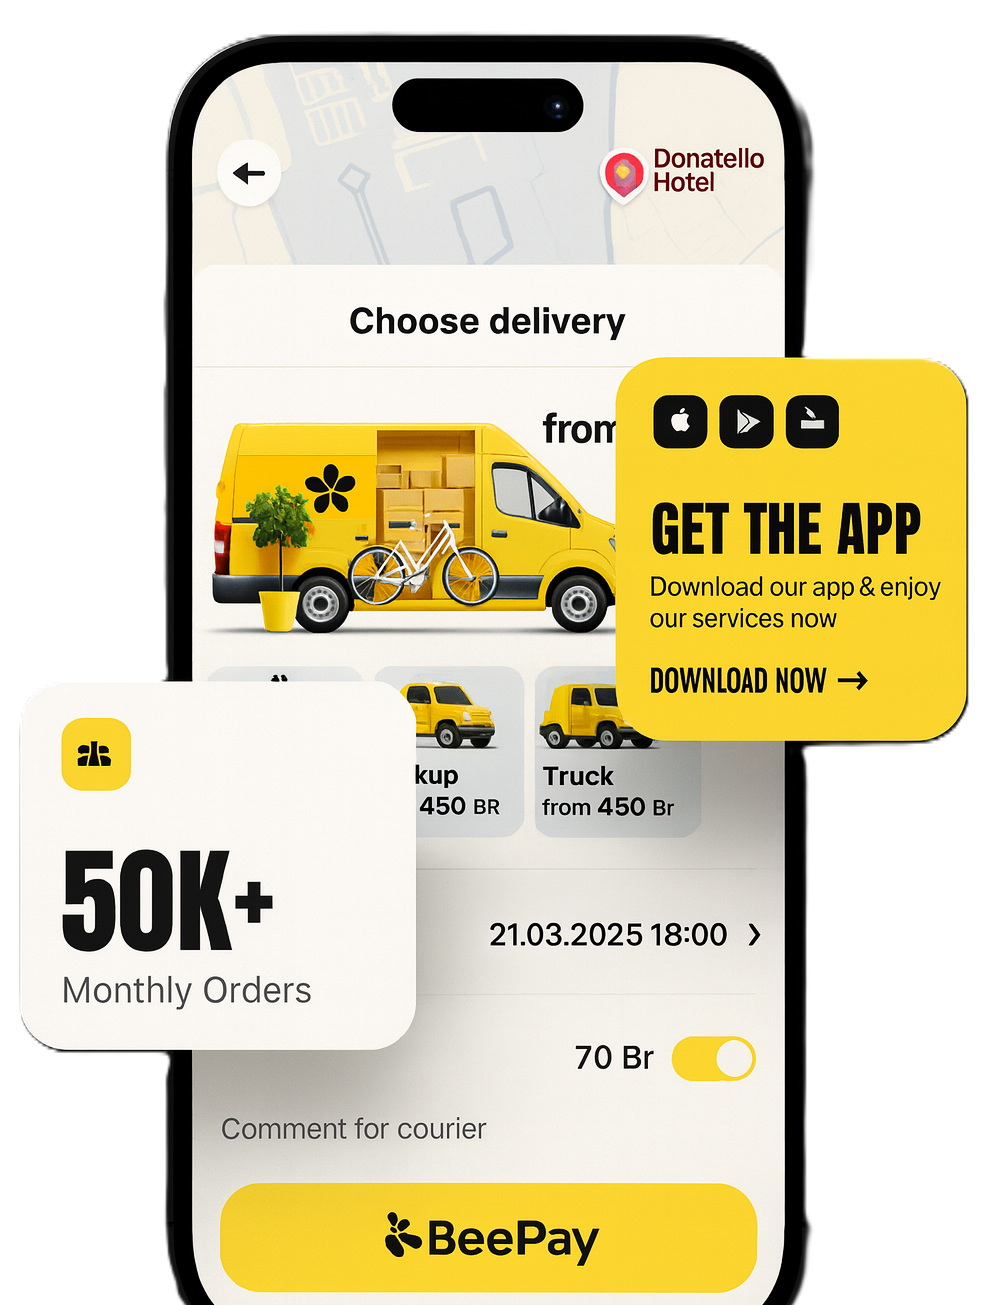 Donatello
Hotel
Choose delivery
from
GET THE APP
Download our app & enjoy
our services now
DOWNLOAD NOW →
kup
450 BR
Truck
from 450 Br
50K+
Monthly Orders
21.03.2025 18:00
70 Br
Comment for courier
BeePay